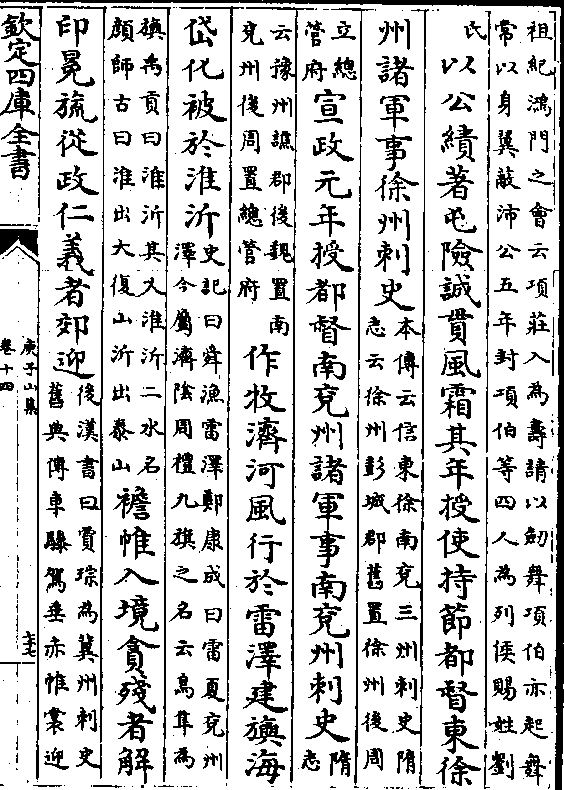 祖紀鴻門之會云項莊入為壽請以劒舞項伯亦起舞
常以身翼蔽沛公五年封項伯等四人為列侯賜姓劉
氏以公績著屯險誠貫風霜其年授使持節都督東徐
州諸軍事徐州刺史本傳云信東徐南兖三州刺史隋
志云徐州彭城郡舊置徐州後周
立總
管府宣政元年授都督南兖州諸軍事南兖州刺史隋
志
云豫州譙郡後魏置南
兖州後周置總管府作牧濟河風行於雷澤建旟海
岱化被於淮沂史記曰舜漁雷澤鄭康成曰雷夏兖州
澤今屬濟陰周禮九旗之名云鳥隼為
旟禹貢曰淮沂其乂淮沂二水名
顔師古曰淮出大復山沂出泰山襜帷入境貪殘者解
印冕旒從政仁義者郊迎後漢書曰賈琮為冀州刺史
舊典傳車驂駕垂赤帷裳迎
欽定四庫全書
庾子山集
卷十四